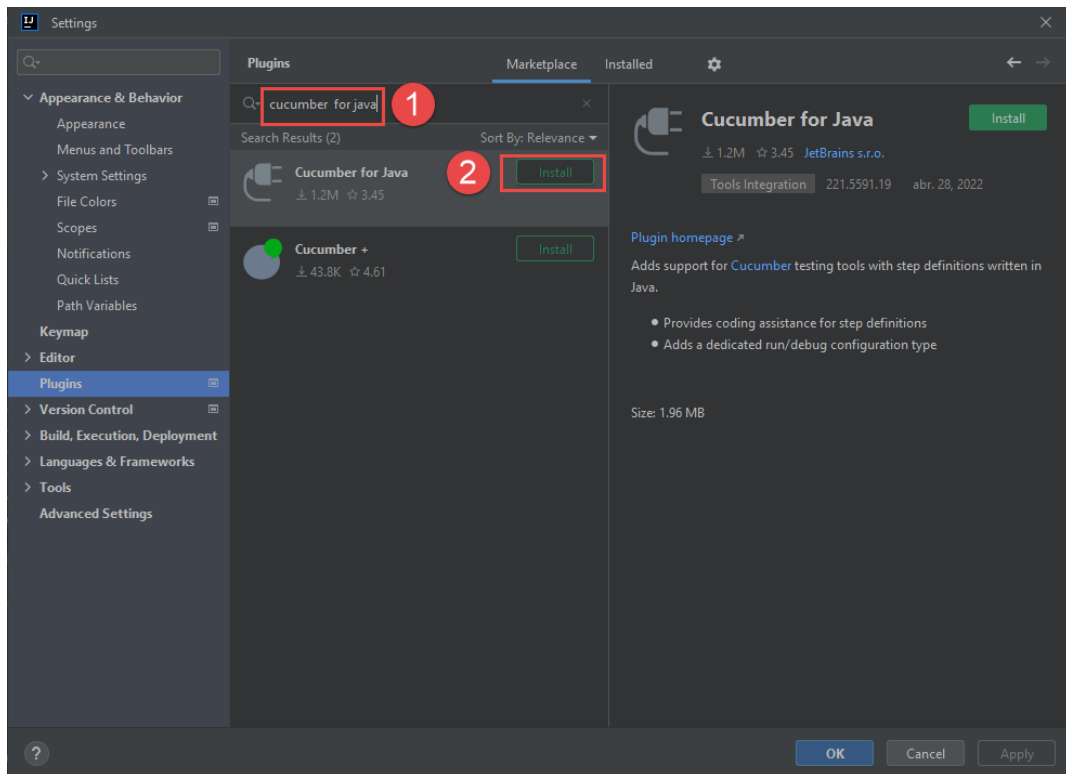 Settings
Plugins
Marketplace
Installed
Appearance & Behavior
Appearance
Menus and Toolbars
System Settings
File Colors
Scopes
Notifications
Quick Lists
Path Variables
Keymap
Editor
Plugins
Version Control
Build, Execution, Deployment
Languages & Frameworks
Tools
Advanced Settings
cucumber for java
1
Search Results (2)
Sort By: Relevance
Cucumber for Java
1.2M 3.45
2
Install
Cucumber +
43.8K 4.61
Install
Cucumber for Java
Install
1.2M 3.45 JetBrains s.r.o.
Tools Integration 221.5591.19 abr. 28, 2022
Plugin homepage
Adds support for Cucumber testing tools with step definitions written in
Java.
Provides coding assistance for step definitions
Adds a dedicated run/debug configuration type
Size: 1.96 MB
?
OK
Cancel
Apply